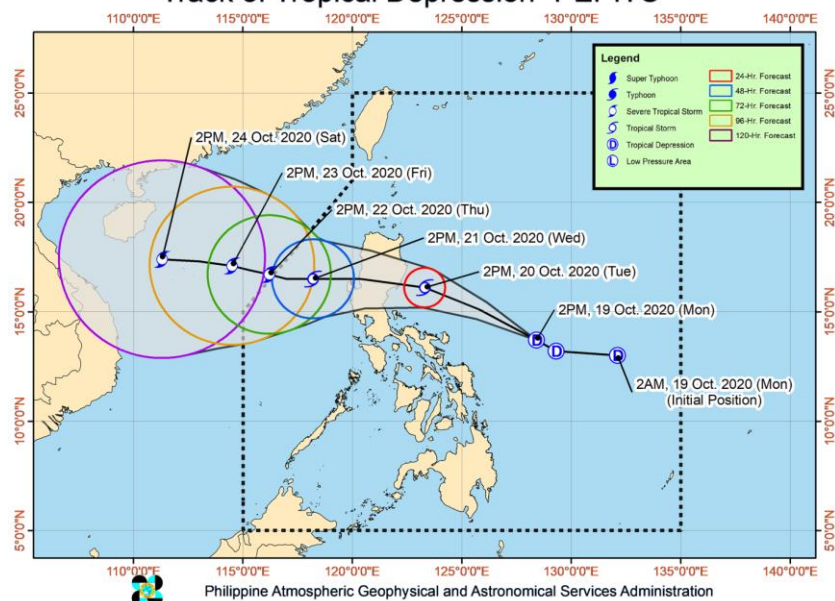 Track of Tropical Depression "PEPITO"
110°0'0"E 115°0'0"E 120°0'0"E 125°0'0"E 130°0'0"E 135°0'0"E 140°0'0"E
25°0'0"N
20°0'0"N
15°0'0"N
10°0'0"N
5°0'0"N
Legend
Super Typhoon
Typhoon
Severe Tropical Storm
Tropical Storm
D Tropical Depression
L Low Pressure Area
24-Hr. Forecast
48-Hr. Forecast
72-Hr. Forecast
96-Hr. Forecast
120-Hr. Forecast
2PM, 24 Oct. 2020 (Sat)
2PM, 23 Oct. 2020 (Fri)
2PM, 22 Oct. 2020 (Thu)
2PM, 21 Oct. 2020 (Wed)
2PM, 20 Oct. 2020 (Tue)
2PM, 19 Oct. 2020 (Mon)
D D D
2AM, 19 Oct. 2020 (Mon)
(Initial Position)
25°0'0"N
20°0'0"N
15°0'0"N
10°0'0"N
5°0'0"N
110°0'0"E 115°0'0"E 120°0'0"E 125°0'0"E 130°0'0"E 135°0'0"E 140°0'0"E
Philippine Atmospheric Geophysical and Astronomical Services Administration